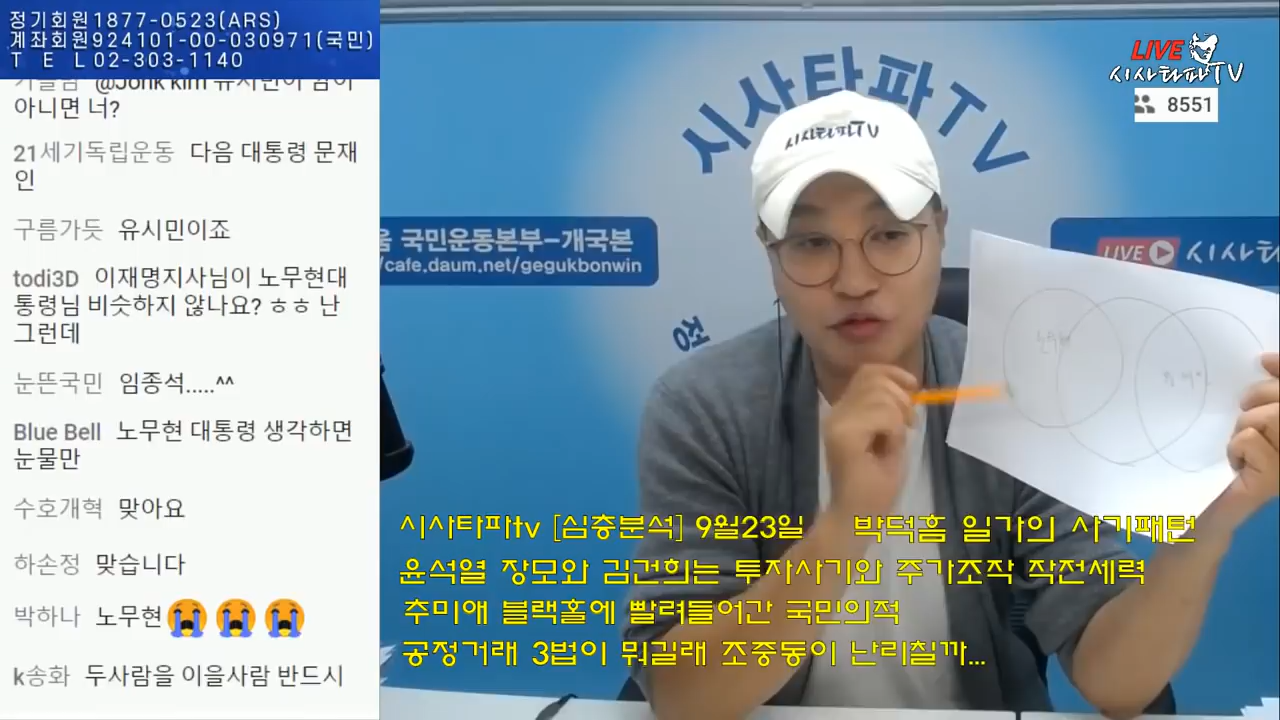 정기회원1877-0523(ARS)
계좌회원924101-00-030971(국민)
T E L 02-303-1140
@Jonk kim 유시민이
아니면 너?
21세기독립운동 다음 대통령 문재
인
구름가듯 유시민이죠
todi3D 이재명지사님이 노무현대
통령님 비슷하지 않나요? ㅎㅎ 난
그런데
눈뜬국민 임종석.....^^
Blue Bell 노무현 대통령 생각하면
눈물만
수호개혁 맞아요
하손정 맞습니다
박하나 노무현😭😭😭
k송화 두사람을 이을사람 반드시
LIVE
시사타파TV
8551
시사타파TV
시사타파TV
움 국민운동본부-개국본
/cafe.daum.net/gegukbonwin
LIVE 시사타
정
시사타파tv [심층분석] 9월23일 박덕흠 일가의 사기패턴
윤석열 장모와 김건희는 투자사기와 주가조작 작전세력
추미애 블랙홀에 빨려들어간 국민의적
공정거래 3법이 뭐길래 조중동이 난리칠까...